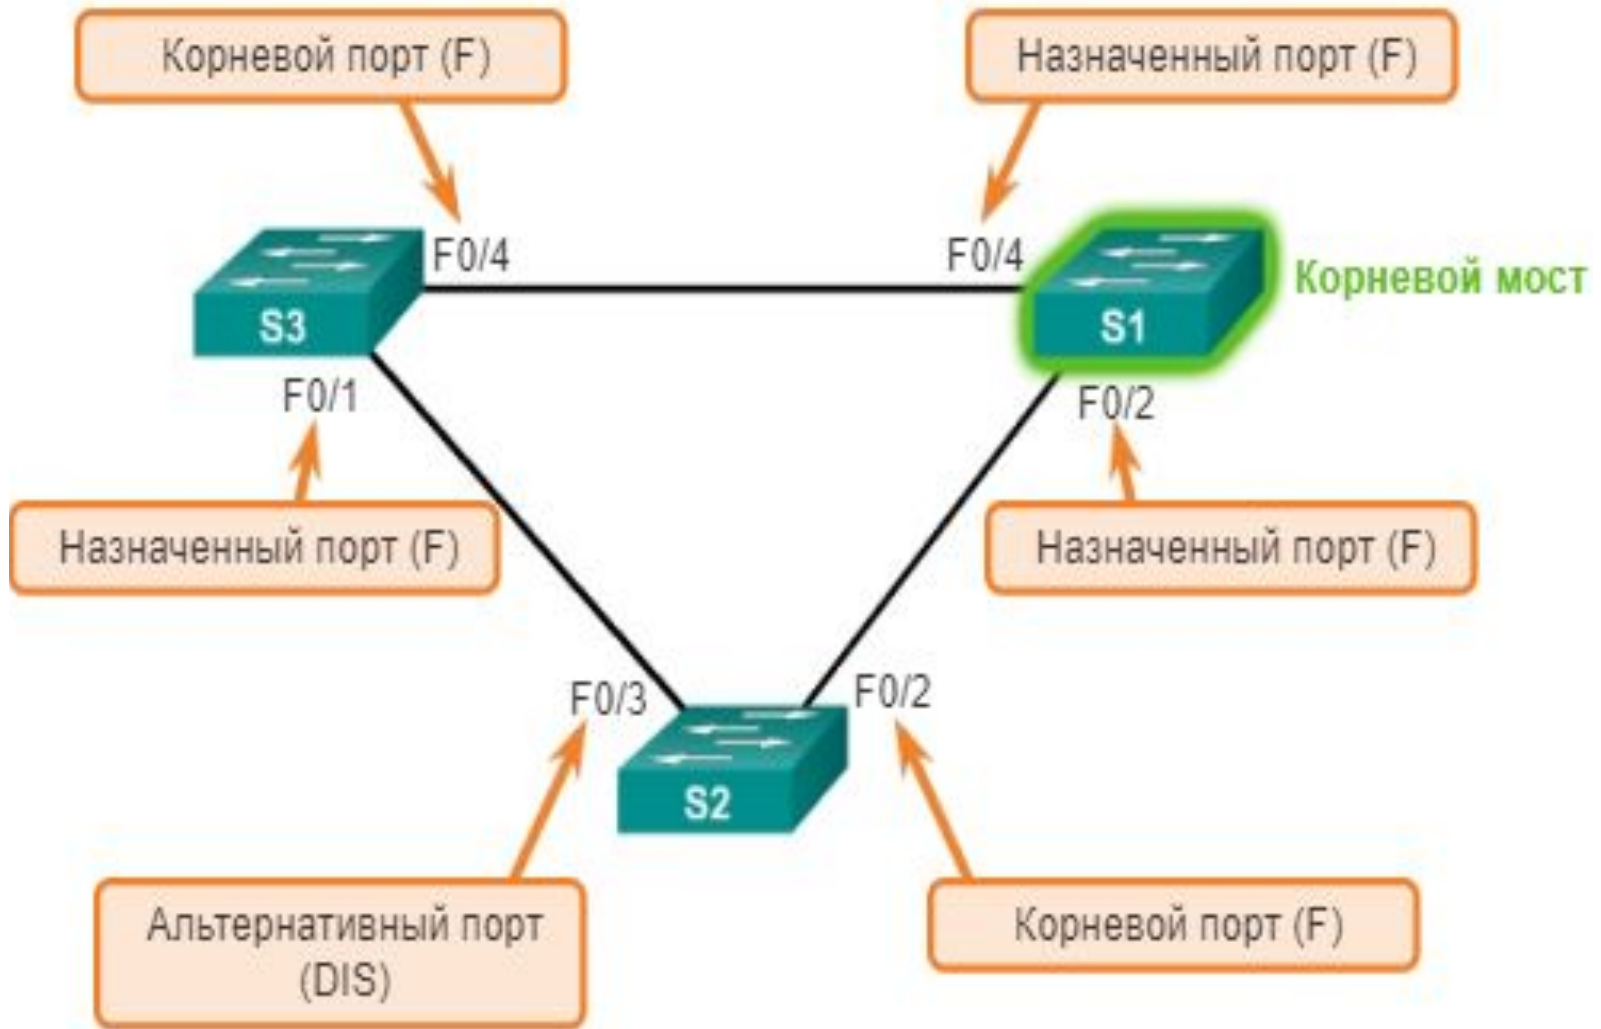 Корневой порт (F)
Назначенный порт (F)
F0/4
F0/4
Корневой мост
S3
S1
F0/1
F0/2
Назначенный порт (F)
Назначенный порт (F)
F0/3
F0/2
S2
Альтернативный порт
(DIS)
Корневой порт (F)